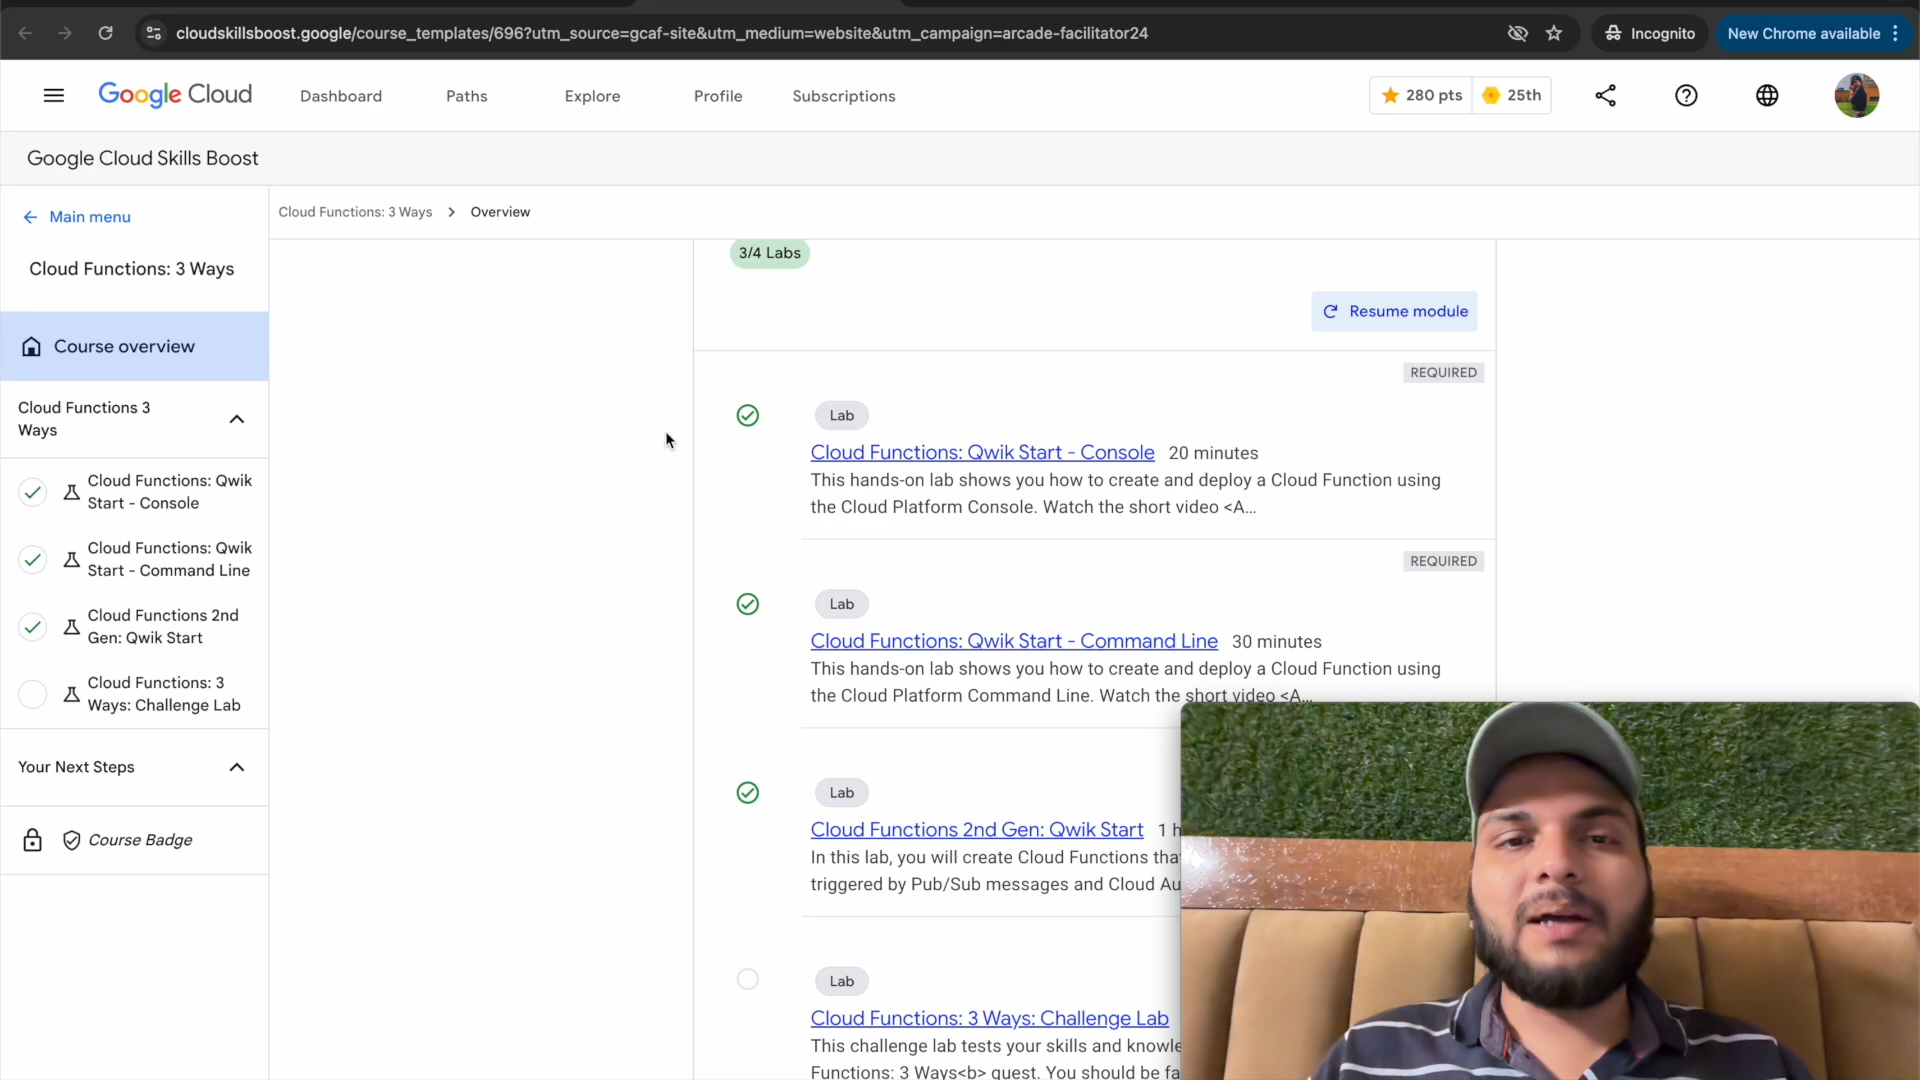 cloudskillsboost.google/course_templates/696?utm_source=gcaf-site&utm_medium=website&utm_campaign=arcade-facilitator24
Incognito
New Chrome available
Google Cloud
Dashboard
Paths
Explore
Profile
Subscriptions
280 pts
25th
Google Cloud Skills Boost
Main menu
Cloud Functions: 3 Ways
Course overview
Cloud Functions 3
Ways
Cloud Functions: Qwik
Start - Console
Cloud Functions: Qwik
Start - Command Line
Cloud Functions 2nd
Gen: Qwik Start
Cloud Functions: 3
Ways: Challenge Lab
Your Next Steps
Course Badge
Cloud Functions: 3 Ways > Overview
3/4 Labs
Resume module
REQUIRED
Lab
Cloud Functions: Qwik Start - Console 20 minutes
This hands-on lab shows you how to create and deploy a Cloud Function using
the Cloud Platform Console. Watch the short video <A...
REQUIRED
Lab
Cloud Functions: Qwik Start - Command Line 30 minutes
This hands-on lab shows you how to create and deploy a Cloud Function using
the Cloud Platform Command Line. Watch the short video <A...
Lab
Cloud Functions 2nd Gen: Qwik Start 1 h
In this lab, you will create Cloud Functions tha
triggered by Pub/Sub messages and Cloud Au
Lab
Cloud Functions: 3 Ways: Challenge Lab
This challenge lab tests your skills and knowle
Functions: 3 Ways<b> quest. You should be fa